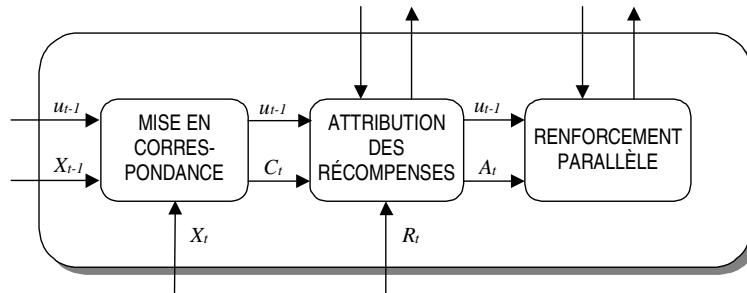 u_{t-1}
X_{t-1}
MISE EN
CORRES-
PONDANCE
X_t
u_{t-1}
C_t
ATTRIBUTION
DES
RÉCOMPENSES
R_t
u_{t-1}
A_t
RENFORCEMENT
PARALLÈLE